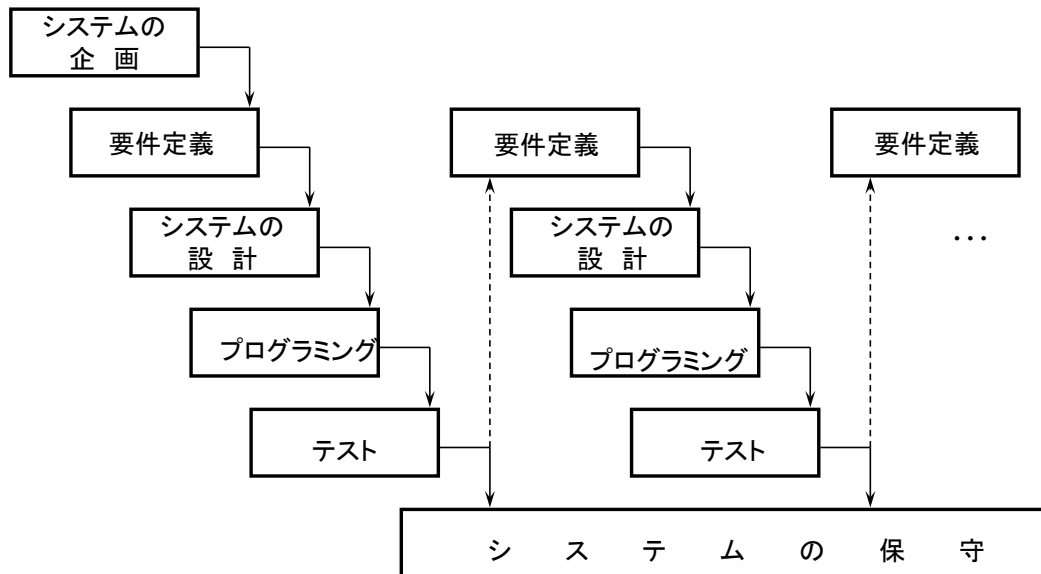 システムの
企　画
要件定義
要件定義
要件定義
システムの
設　計
システムの
設　計
…
プログラミング
プログラミング
テスト
テスト
シ　ス　テ　ム　の　保　守